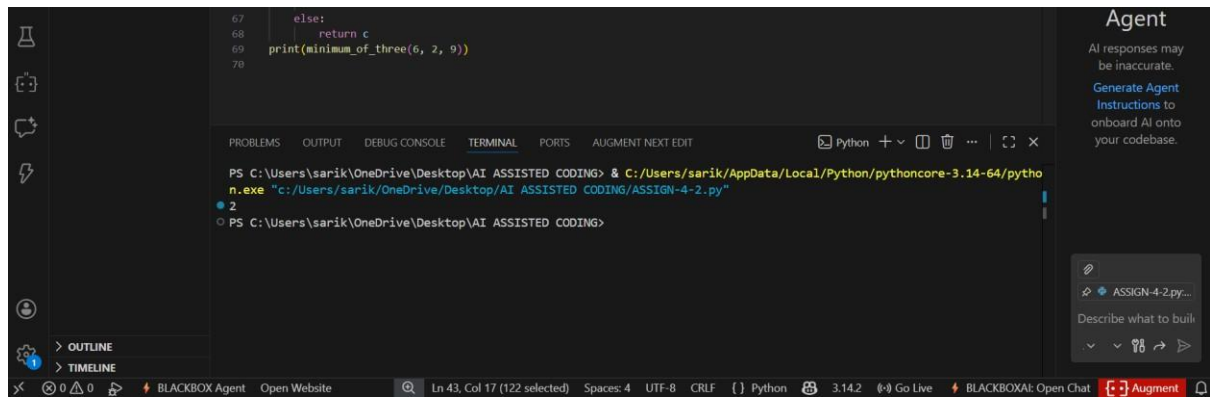 67 else:
68 return c
69 print(minimum_of_three(6, 2, 9))
70
PROBLEMS OUTPUT DEBUG CONSOLE TERMINAL PORTS AUGMENT NEXT EDIT Python
PS C:\Users\sarik\OneDrive\Desktop\AI ASSISTED CODING> & C:/Users/sarik/AppData/Local/Python/pythoncore-3.14-64/pytho
n.exe "c:/Users/sarik/OneDrive/Desktop/AI ASSISTED CODING/ASSIGN-4-2.py"
2
PS C:\Users\sarik\OneDrive\Desktop\AI ASSISTED CODING>
Agent
AI responses may
be inaccurate.
Generate Agent
Instructions to
onboard AI onto
your codebase.
ASSIGN-4-2.py:...
Describe what to buil
OUTLINE
1
TIMELINE
0 0 BLACKBOX Agent Open Website Ln 43, Col 17 (122 selected) Spaces: 4 UTF-8 CRLF {} Python 3.14.2 Go Live BLACKBOXAI: Open Chat Augment